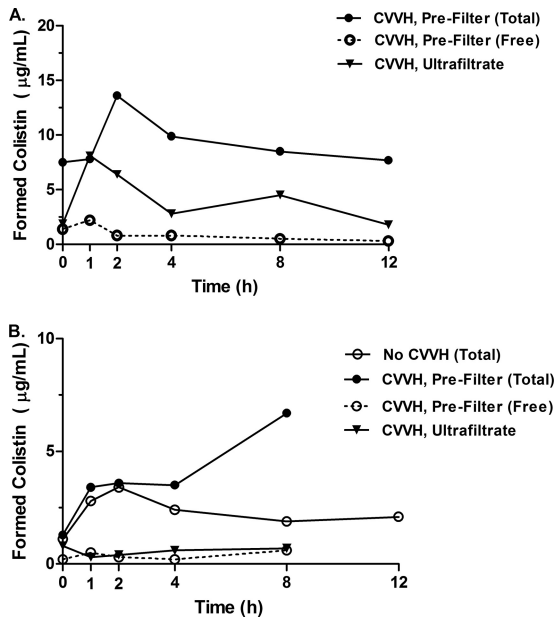 A.
CVVH, Pre-Filter (Total)
CVVH, Pre-Filter (Free)
CVVH, Ultrafiltrate
Formed Colistin ( μg/mL)
20
15
10
5
0
0 1 2 4 8 12
Time (h)
B.
No CVVH (Total)
CVVH, Pre-Filter (Total)
CVVH, Pre-Filter (Free)
CVVH, Ultrafiltrate
Formed Colistin ( μg/mL)
10
5
0
0 1 2 4 8 12
Time (h)